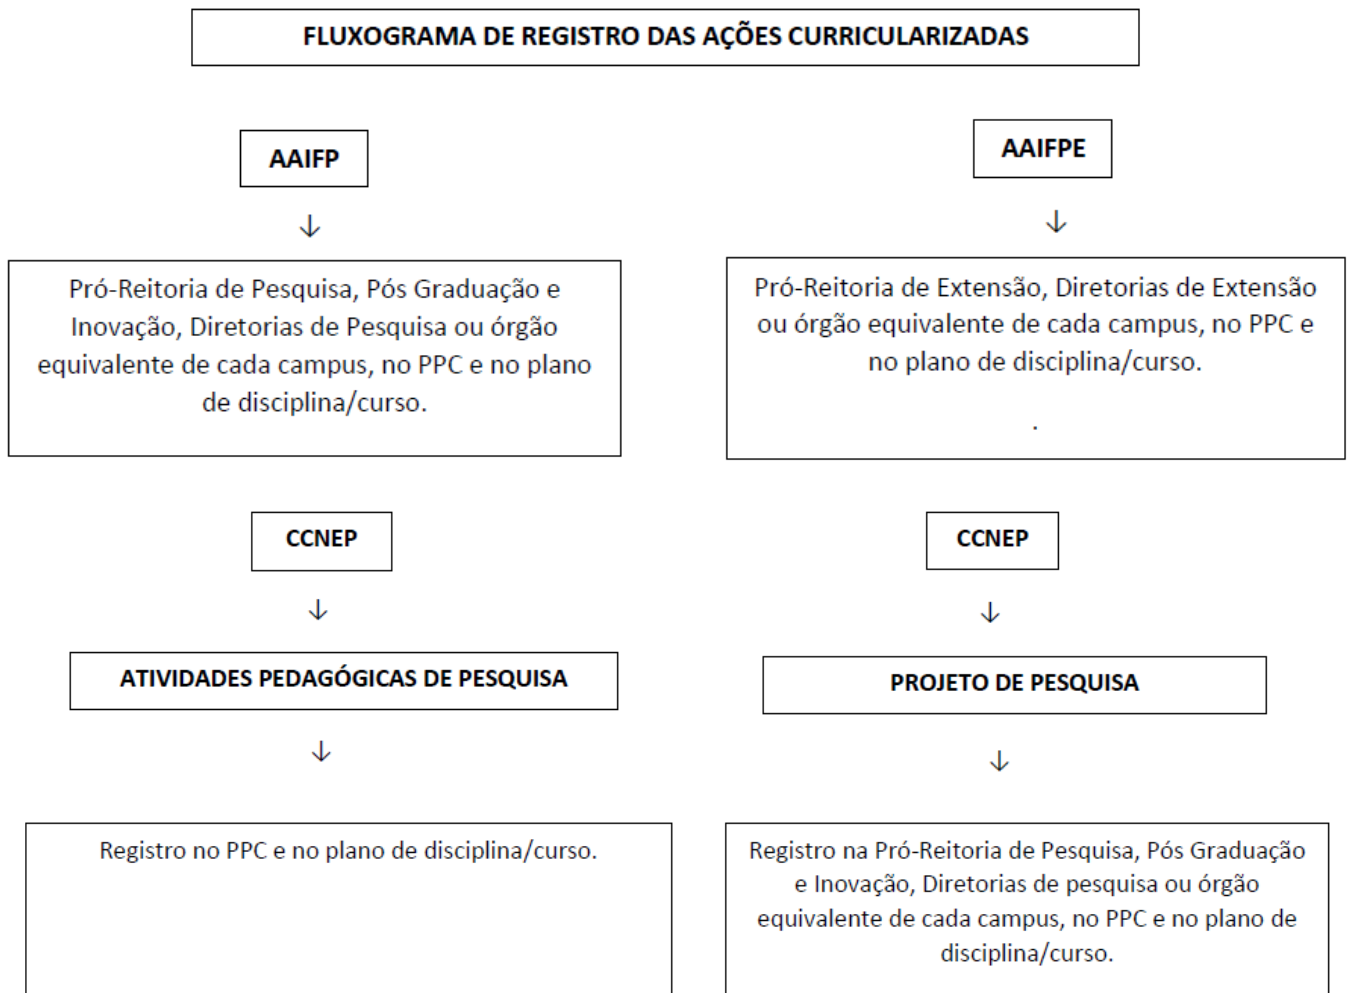 FLUXOGRAMA DE REGISTRO DAS AÇÕES CURRICULARIZADAS
AAIFP
↓
Pró-Reitoria de Pesquisa, Pós Graduação e
Inovação, Diretorias de Pesquisa ou órgão
equivalente de cada campus, no PPC e no plano
de disciplina/curso.
AAIFPE
↓
Pró-Reitoria de Extensão, Diretorias de Extensão
ou órgão equivalente de cada campus, no PPC e
no plano de disciplina/curso.
.
CCNEP
↓
ATIVIDADES PEDAGÓGICAS DE PESQUISA
↓
Registro no PPC e no plano de disciplina/curso.
CCNEP
↓
PROJETO DE PESQUISA
↓
Registro na Pró-Reitoria de Pesquisa, Pós Graduação
e Inovação, Diretorias de pesquisa ou órgão
equivalente de cada campus, no PPC e no plano de
disciplina/curso.